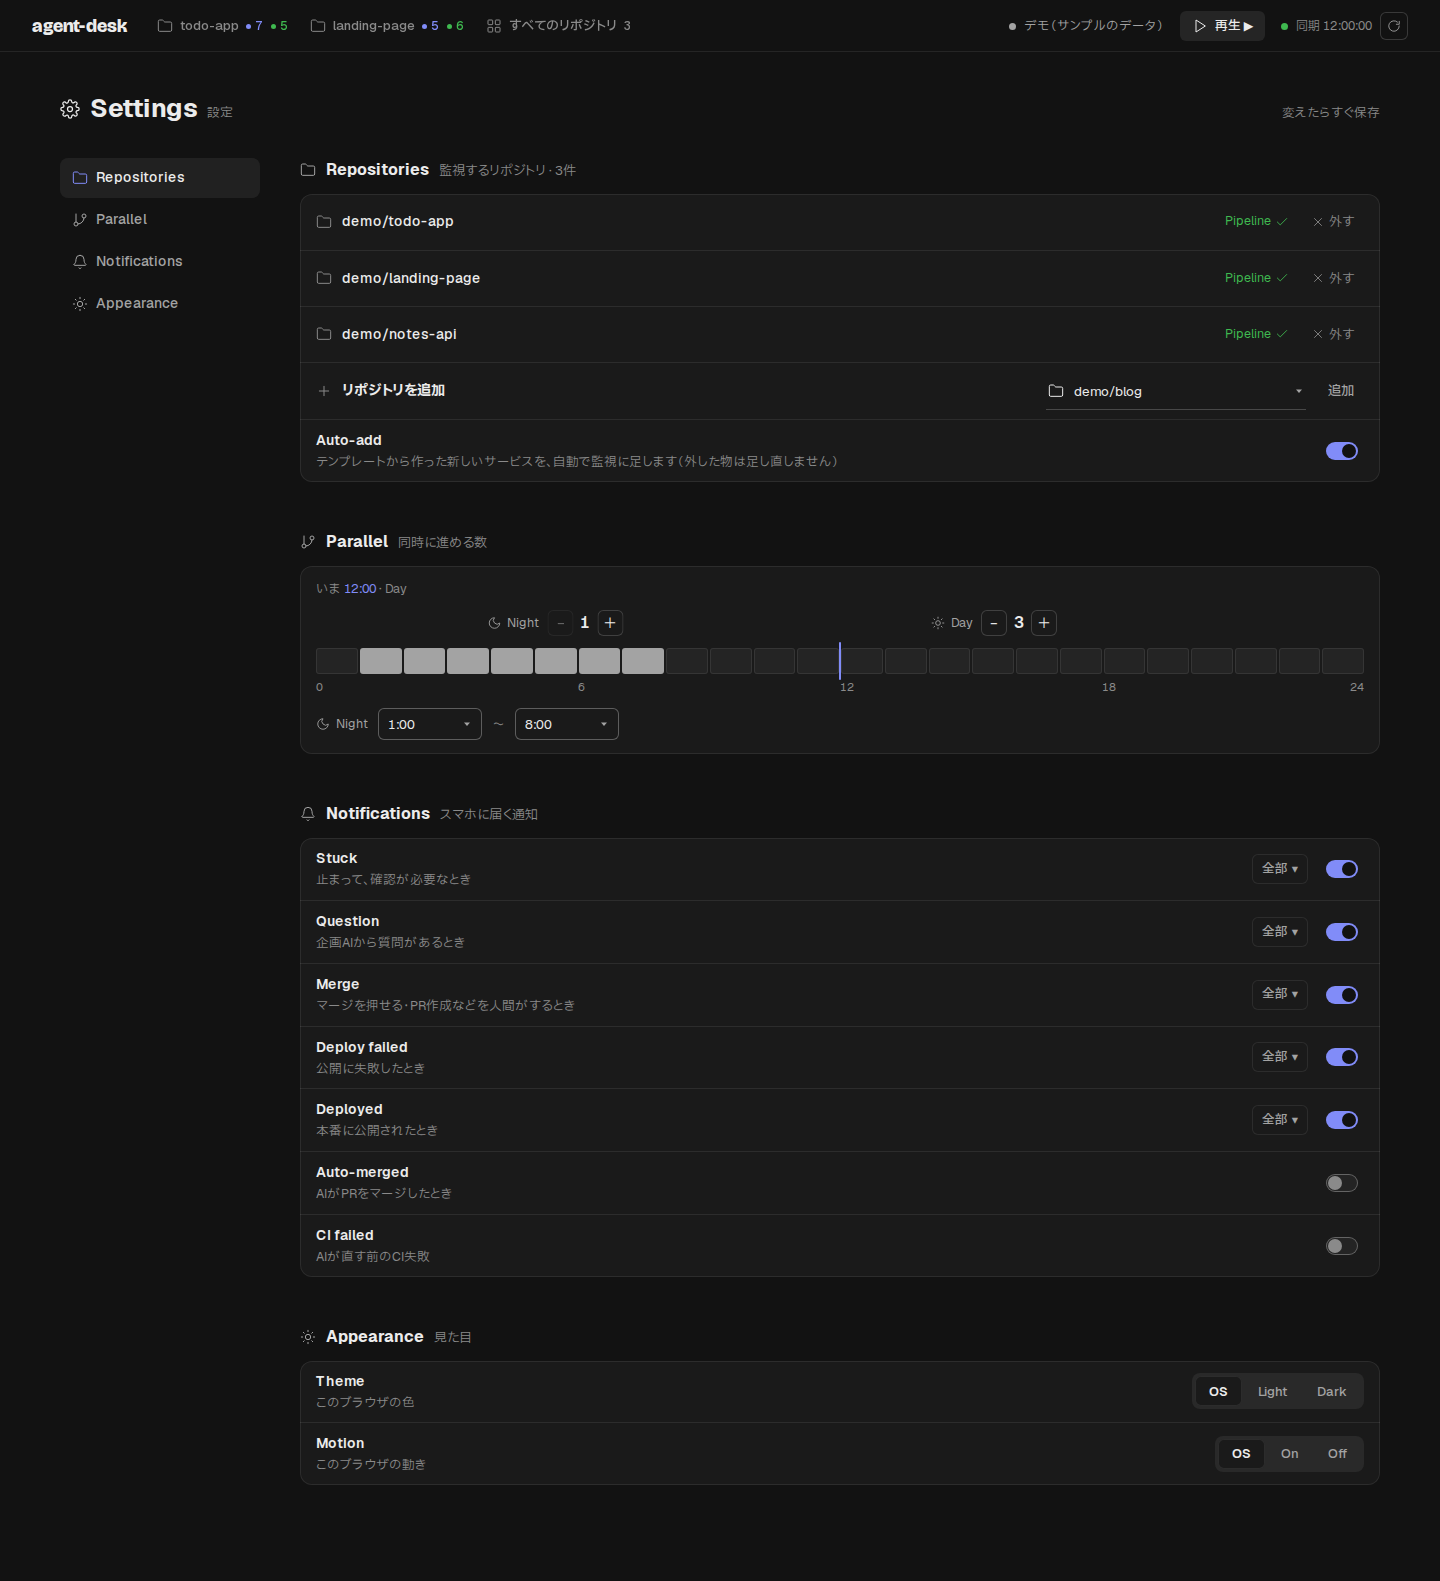 agent-desk todo-app 7 5 landing-page 5 6 すべてのリポジトリ 3 デモ（サンプルのデータ） 再生 ▶ 同期 12:00:00
Settings 設定 変えたらすぐ保存
Repositories
Parallel
Notifications
Appearance
Repositories 監視するリポジトリ · 3件
demo/todo-app Pipeline ✓ × 外す
demo/landing-page Pipeline ✓ × 外す
demo/notes-api Pipeline ✓ × 外す
+ リポジトリを追加 demo/blog ▾ 追加
Auto-add
テンプレートから作った新しいサービスを、自動で監視に足します（外した物は足し直しません）
Parallel 同時に進める数
いま 12:00 · Day
Night − 1 + Day − 3 +
0 6 12 18 24
Night 1:00 ▾ ～ 8:00 ▾
Notifications スマホに届く通知
Stuck
止まって、確認が必要なとき
全部 ▾
Question
企画AIから質問があるとき
全部 ▾
Merge
マージを押せる・PR作成などを人間がするとき
全部 ▾
Deploy failed
公開に失敗したとき
全部 ▾
Deployed
本番に公開されたとき
全部 ▾
Auto-merged
AIがPRをマージしたとき
CI failed
AIが直す前のCI失敗
Appearance 見た目
Theme
このブラウザの色
OS Light Dark
Motion
このブラウザの動き
OS On Off